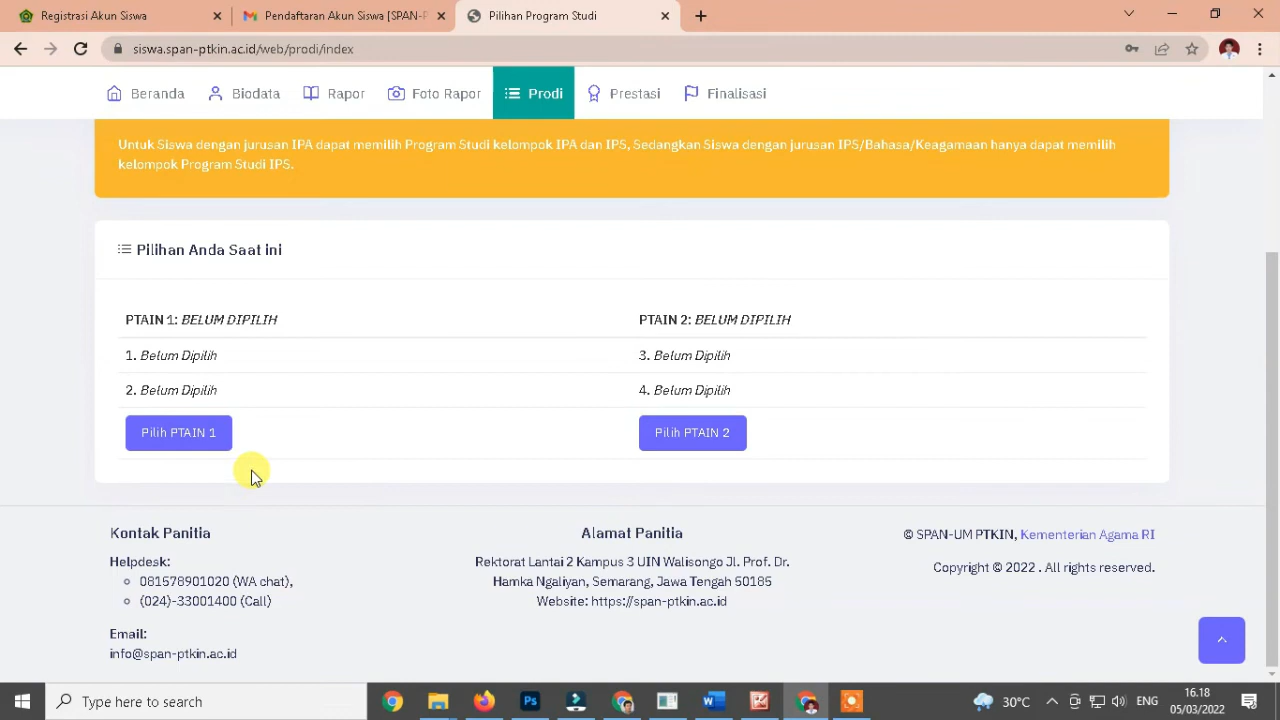 Registrasi Akun Siswa
Pendaftaran Akun Siswa [SPAN-P
Pilihan Program Studi
siswa.span-ptkin.ac.id/web/prodi/index
Beranda
Biodata
Rapor
Foto Rapor
Prodi
Prestasi
Finalisasi
Untuk Siswa dengan jurusan IPA dapat memilih Program Studi kelompok IPA dan IPS, Sedangkan Siswa dengan jurusan IPS/Bahasa/Keagamaan hanya dapat memilih
kelompok Program Studi IPS.
Pilihan Anda Saat ini
PTAIN 1: BELUM DIPILIH
PTAIN 2: BELUM DIPILIH
1. Belum Dipilih
3. Belum Dipilih
2. Belum Dipilih
4. Belum Dipilih
Pilih PTAIN 1
Pilih PTAIN 2
Kontak Panitia
Helpdesk:
081578901020 (WA chat),
(024)-33001400 (Call)
Email:
info@span-ptkin.ac.id
Alamat Panitia
Rektorat Lantai 2 Kampus 3 UIN Walisongo Jl. Prof. Dr.
Hamka Ngaliyan, Semarang, Jawa Tengah 50185
Website: https://span-ptkin.ac.id
© SPAN-UM PTKIN, Kementerian Agama RI
Copyright © 2022 . All rights reserved.
Type here to search
Ps
30°C
ENG
16.18
05/03/2022